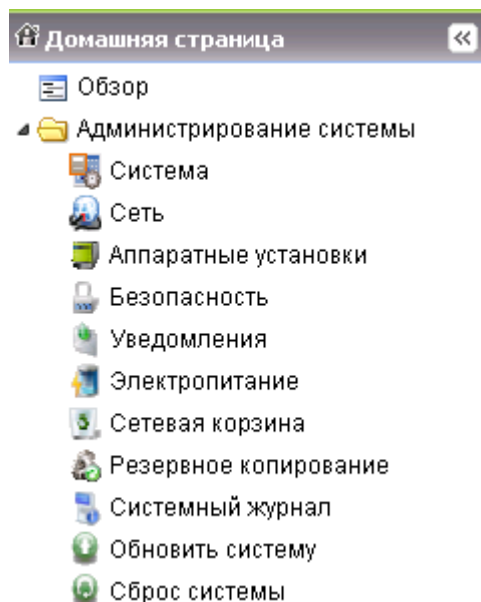 Домашняя страница
Обзор
Администрирование системы
Система
Сеть
Аппаратные установки
Безопасность
Уведомления
Электропитание
Сетевая корзина
Резервное копирование
Системный журнал
Обновить систему
Сброс системы